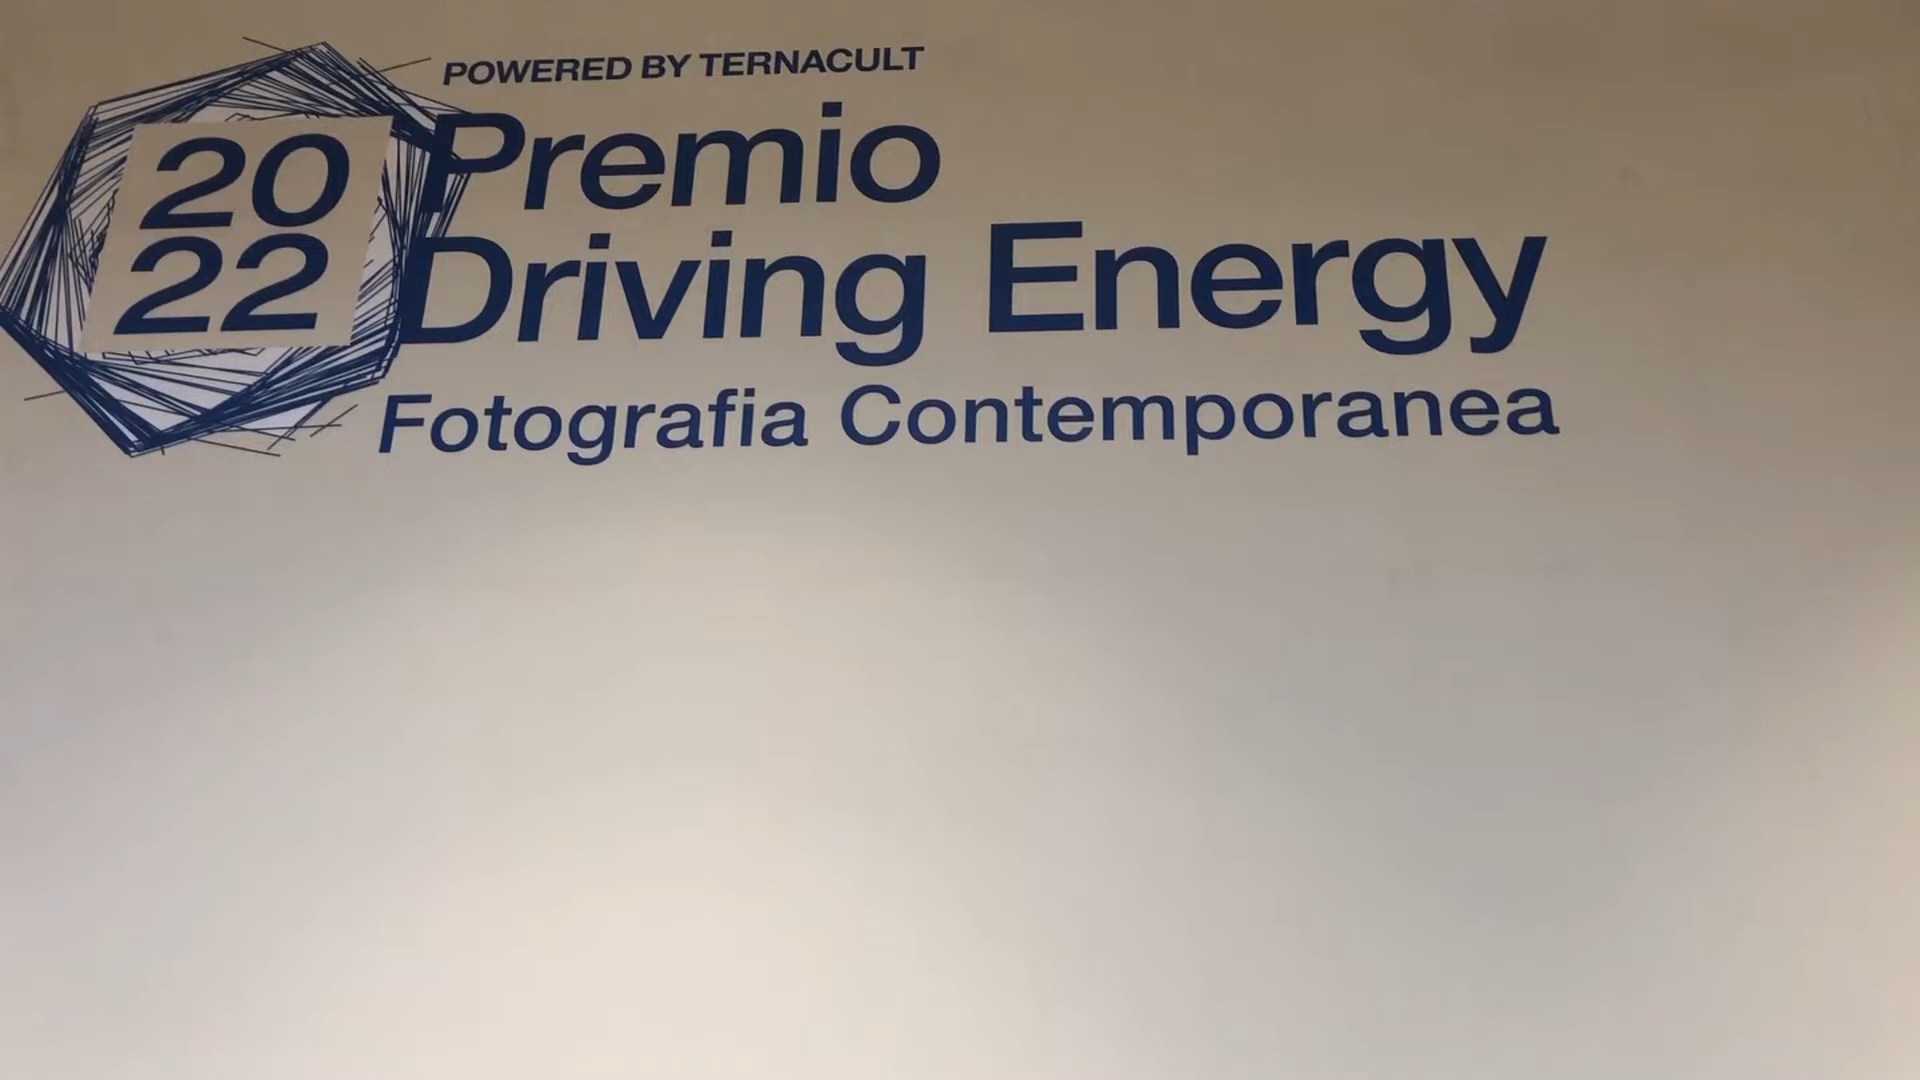 POWERED BY TERNACULT
20
22
Premio
Driving Energy
Fotografia Contemporanea